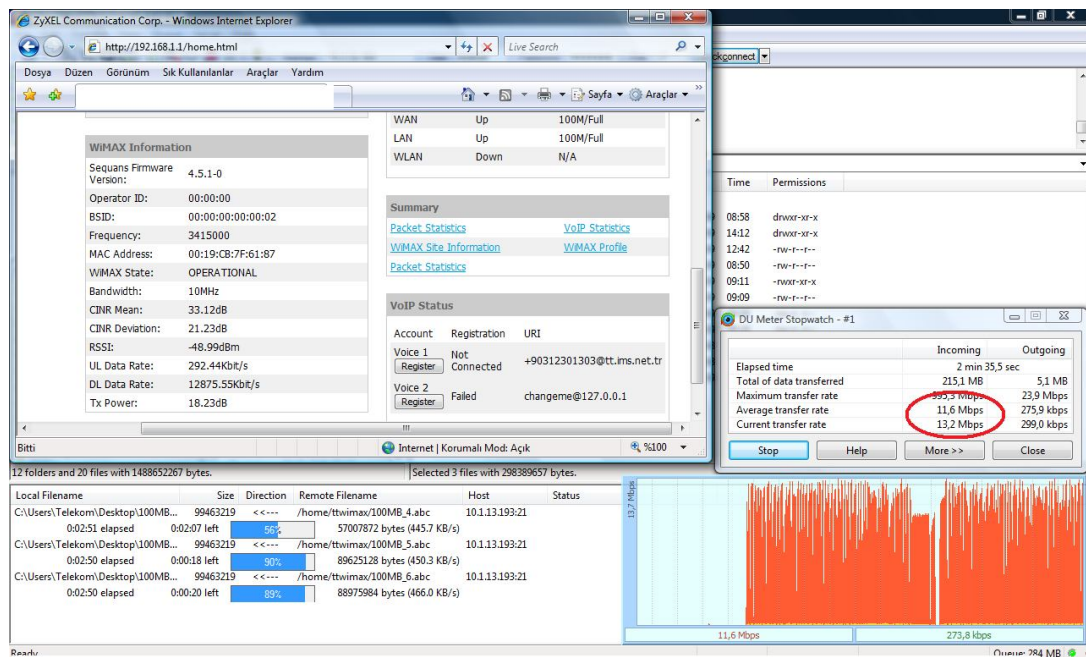 ZyXEL Communication Corp. - Windows Internet Explorer
http://192.168.1.1/home.html
Live Search
Dosya Düzen Görünüm Sık Kullanılanlar Araçlar Yardım
Sayfa Araçlar
WAN Up 100M/Full
LAN Up 100M/Full
WLAN Down N/A
WiMAX Information
Sequans Firmware Version: 4.5.1-0
Operator ID: 00:00:00
BSID: 00:00:00:00:00:02
Frequency: 3415000
MAC Address: 00:19:CB:7F:61:87
WiMAX State: OPERATIONAL
Bandwidth: 10MHz
CINR Mean: 33.12dB
CINR Deviation: 21.23dB
RSSI: -48.99dBm
UL Data Rate: 292.44Kbit/s
DL Data Rate: 12875.55Kbit/s
Tx Power: 18.23dB
Summary
Packet Statistics VoIP Statistics
WiMAX Site Information WiMAX Profile
Packet Statistics
VoIP Status
Account Registration URI
Voice 1 Register Not Connected +90312301303@tt.ims.net.tr
Voice 2 Register Failed changeme@127.0.0.1
Bitti Internet | Korumalı Mod: Açık %100
Time Permissions
08:58 drwxr-xr-x
14:12 drwxr-xr-x
12:42 -rw-r--r--
08:50 -rw-r--r--
09:11 -rwxr-xr-x
09:09 -rw-r--r--
DU Meter Stopwatch - #1
Incoming Outgoing
Elapsed time 2 min 35,5 sec
Total of data transferred 215,1 MB 5,1 MB
Maximum transfer rate Mbps 23,9 Mbps
Average transfer rate 11,6 Mbps 275,9 kbps
Current transfer rate 13,2 Mbps 299,0 kbps
Stop Help More >> Close
12 folders and 20 files with 1488652267 bytes. Selected 3 files with 298389657 bytes.
Local Filename Size Direction Remote Filename Host Status
C:\Users\Telekom\Desktop\100MB... 99463219 <<--- /home/ttwimax/100MB_4.abc 10.1.13.193:21
0:02:51 elapsed 0:02:07 left 56% 57007872 bytes (445.7 KB/s)
C:\Users\Telekom\Desktop\100MB... 99463219 <<--- /home/ttwimax/100MB_5.abc 10.1.13.193:21
0:02:50 elapsed 0:00:18 left 90% 89625128 bytes (450.3 KB/s)
C:\Users\Telekom\Desktop\100MB... 99463219 <<--- /home/ttwimax/100MB_6.abc 10.1.13.193:21
0:02:50 elapsed 0:00:20 left 89% 88975984 bytes (466.0 KB/s)
13,7 Mbps
11,6 Mbps 273,8 kbps
Ready Queue: 284 MB